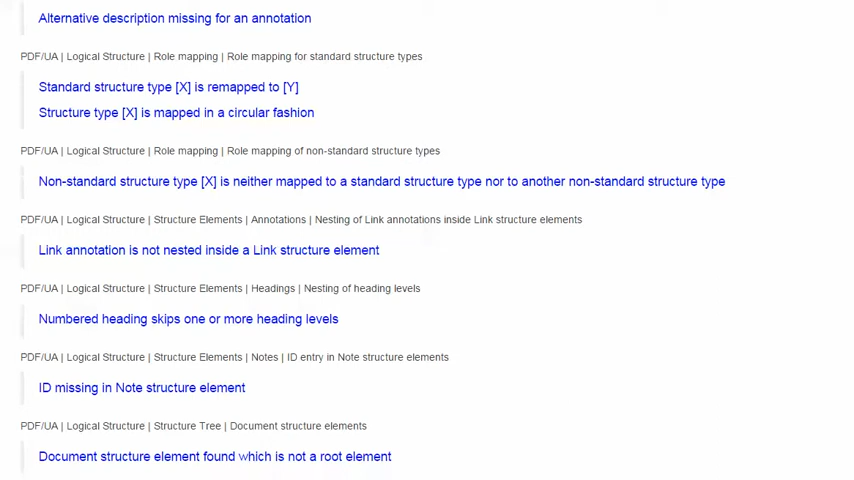 Alternative description missing for an annotation
PDF/UA | Logical Structure | Role mapping | Role mapping for standard structure types
Standard structure type [X] is remapped to [Y]
Structure type [X] is mapped in a circular fashion
PDF/UA | Logical Structure | Role mapping | Role mapping of non-standard structure types
Non-standard structure type [X] is neither mapped to a standard structure type nor to another non-standard structure type
PDF/UA | Logical Structure | Structure Elements | Annotations | Nesting of Link annotations inside Link structure elements
Link annotation is not nested inside a Link structure element
PDF/UA | Logical Structure | Structure Elements | Headings | Nesting of heading levels
Numbered heading skips one or more heading levels
PDF/UA | Logical Structure | Structure Elements | Notes | ID entry in Note structure elements
ID missing in Note structure element
PDF/UA | Logical Structure | Structure Tree | Document structure elements
Document structure element found which is not a root element